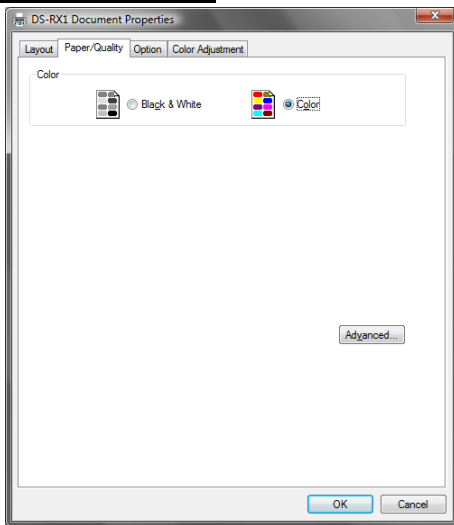 DS-RX1 Document Properties
Layout Paper/Quality Option Color Adjustment
Color
Black & White Color
Advanced...
OK Cancel